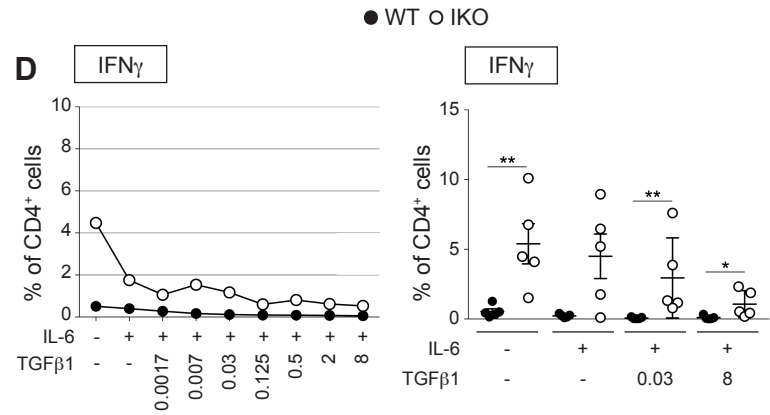 ● WT ○ IKO
D
IFNγ
% of CD4⁺ cells
10
8
6
4
2
0
IL-6 - + + + + + + + +
TGFβ1 - - 0.0017 0.007 0.03 0.125 0.5 2 8
IFNγ
% of CD4⁺ cells
15
10
5
0
** ** *
IL-6 - + + +
TGFβ1 - - 0.03 8